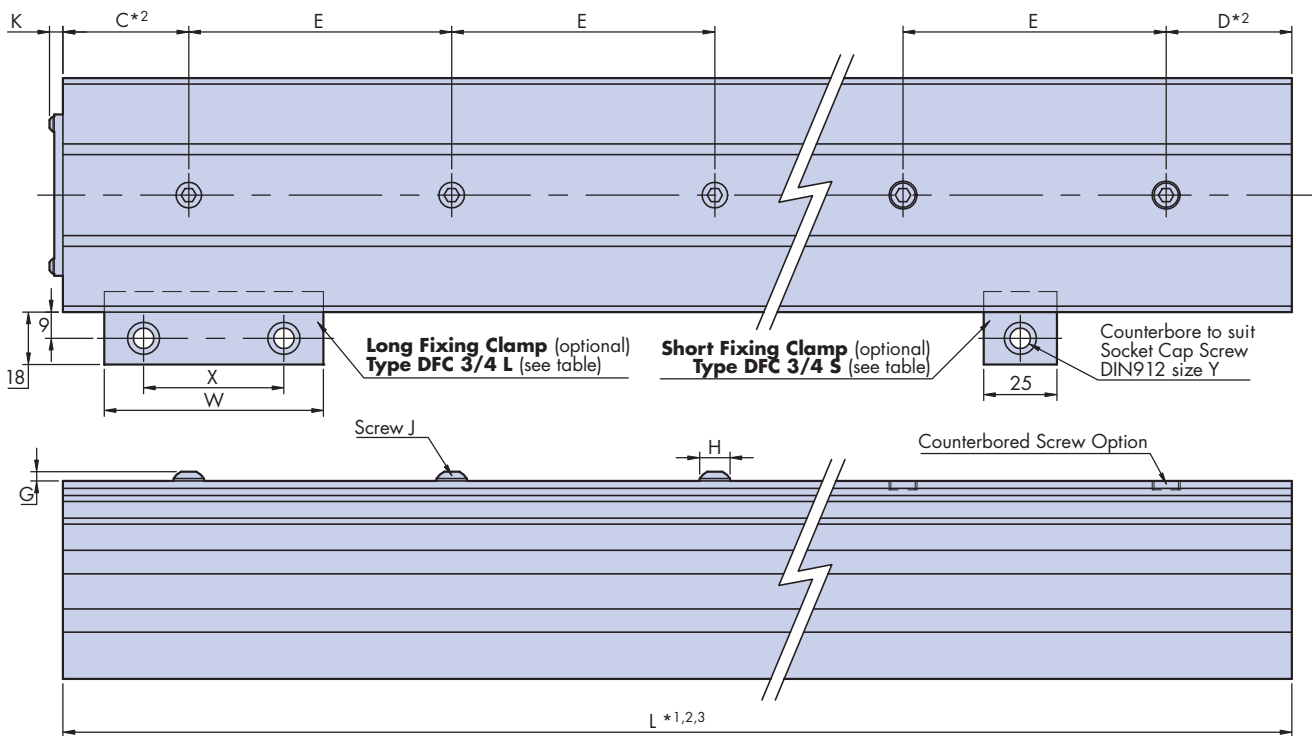 K
C*2
E
E
E
D*2
9
18
X
W
Long Fixing Clamp (optional)
Type DFC 3/4 L (see table)
Short Fixing Clamp (optional)
Type DFC 3/4 S (see table)
25
Counterbore to suit
Socket Cap Screw
DIN912 size Y
Screw J
H
Counterbored Screw Option
G
L *1,2,3